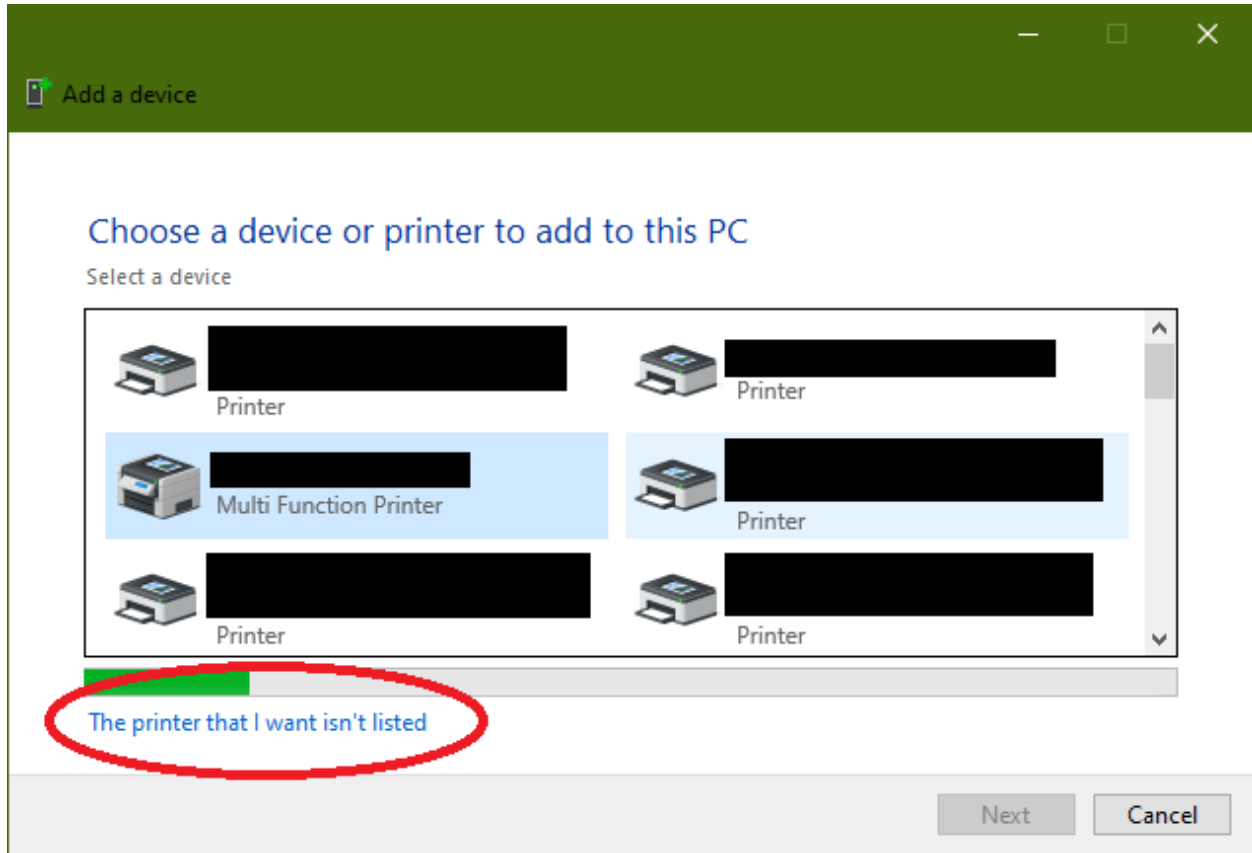 Add a device
Choose a device or printer to add to this PC
Select a device
Printer
Printer
Multi Function Printer
Printer
Printer
Printer
The printer that I want isn't listed
Next
Cancel